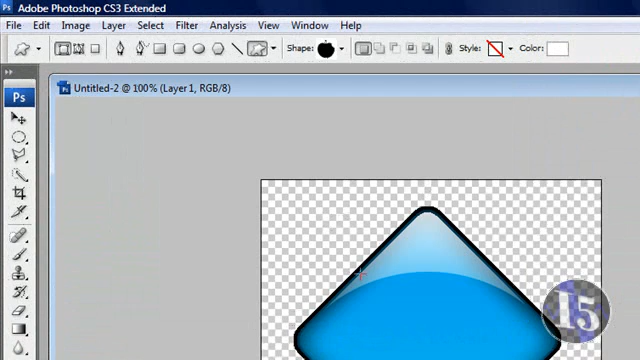 Ps Adobe Photoshop CS3 Extended
File Edit Image Layer Select Filter Analysis View Window Help
Shape: Style: Color:
Ps
Untitled-2 @ 100% (Layer 1, RGB/8)
15